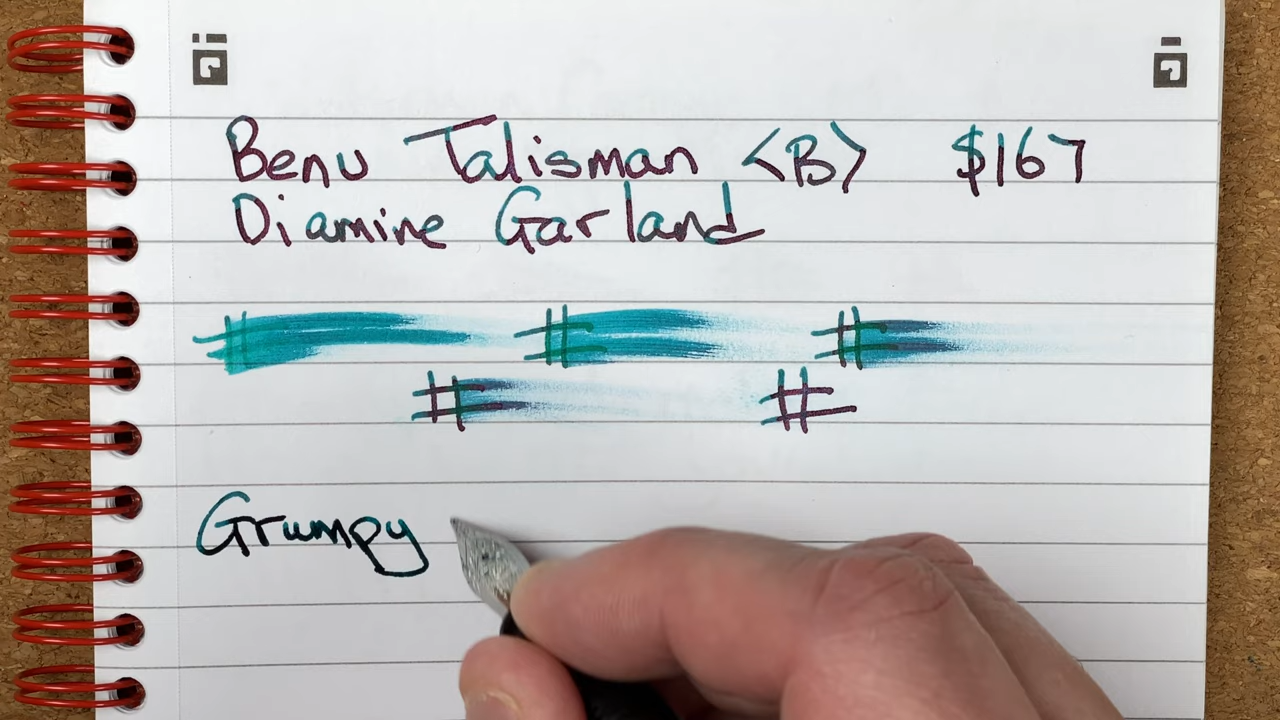 Benu Talisman <B> $167
Diamine Garland
# # #
# #
Grumpy